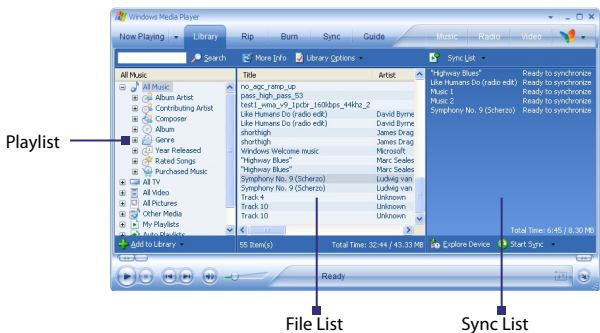 Windows Media Player
Now Playing Library Rip Burn Sync Guide Music Radio Video
Search More Info Library Options Sync List
All Music
All Music
Album Artist
Contributing Artist
Composer
Album
Genre
Year Released
Rated Songs
Purchased Music
All TV
All Video
All Pictures
Other Media
My Playlists
Auto Playlists
Title Artist
no_agc_ramp_up
pass_high_pass_53
test1_wma_v9_1pcbr_160kbps_44khz_2
Like Humans Do (radio edit) David Byrne
Like Humans Do (radio edit) David Byrne
shorthigh James Drag
shorthigh James Drag
Windows Welcome music Microsoft
"Highway Blues" Marc Seales
"Highway Blues" Marc Seales
Symphony No. 9 (Scherzo) Ludwig van
Symphony No. 9 (Scherzo) Ludwig van
Track 4 Unknown
Track 10 Unknown
Track 10 Unknown
"Highway Blues" Ready to synchronize
Like Humans Do (radio edit) Ready to synchronize
Music 1 Ready to synchronize
Music 2 Ready to synchronize
Symphony No. 9 (Scherzo) Ready to synchronize
Total Time: 6:45 / 8.30 MB
Add to Library 55 Item(s) Total Time: 32:44 / 43.33 MB Explore Device Start Sync
Ready
Playlist
File List
Sync List